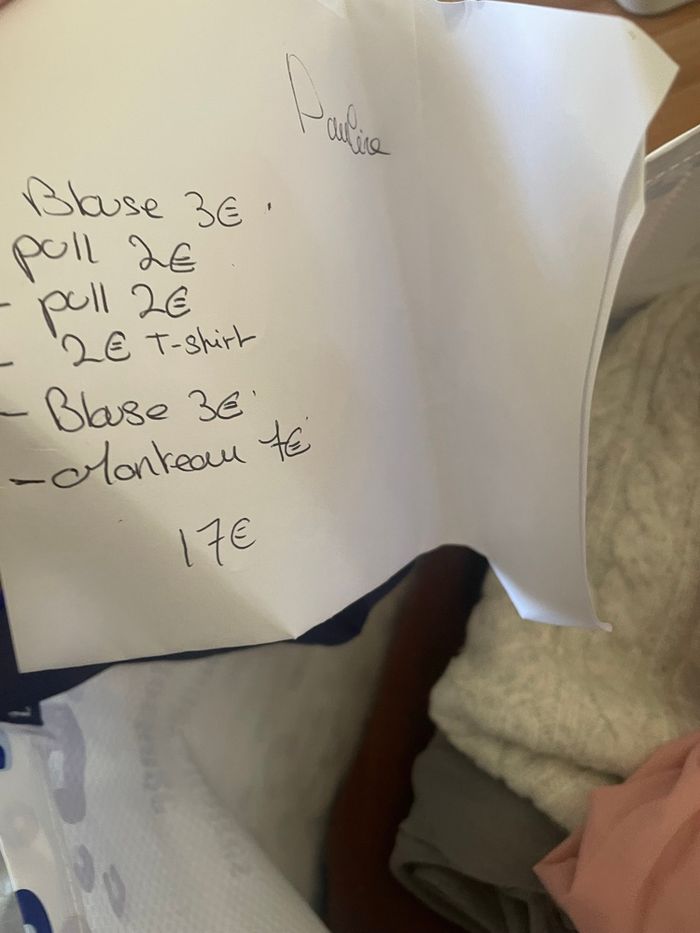 Pauline
Blouse 3€
pull 2€
- pull 2€
- 2€ T-shirt
- Blouse 3€
- Manteau 7€
17€